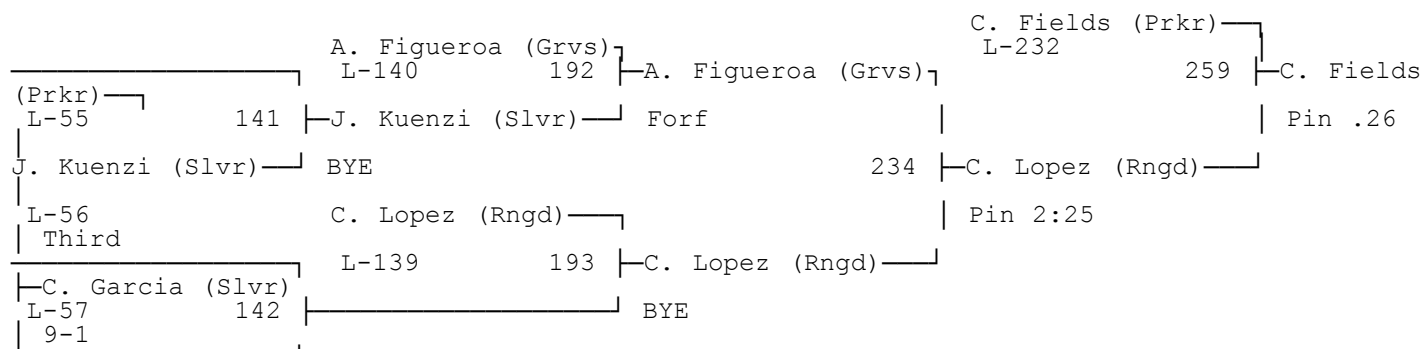 C. Fields (Prkr)
A. Figueroa (Grvs) L-232
L-140 192 A. Figueroa (Grvs) 259 C. Fields
(Prkr)
L-55 141 J. Kuenzi (Slvr) Forf Pin .26
J. Kuenzi (Slvr) BYE 234 C. Lopez (Rngd)
L-56 C. Lopez (Rngd) Pin 2:25
Third
L-139 193 C. Lopez (Rngd)
C. Garcia (Slvr)
L-57 142 BYE
9-1